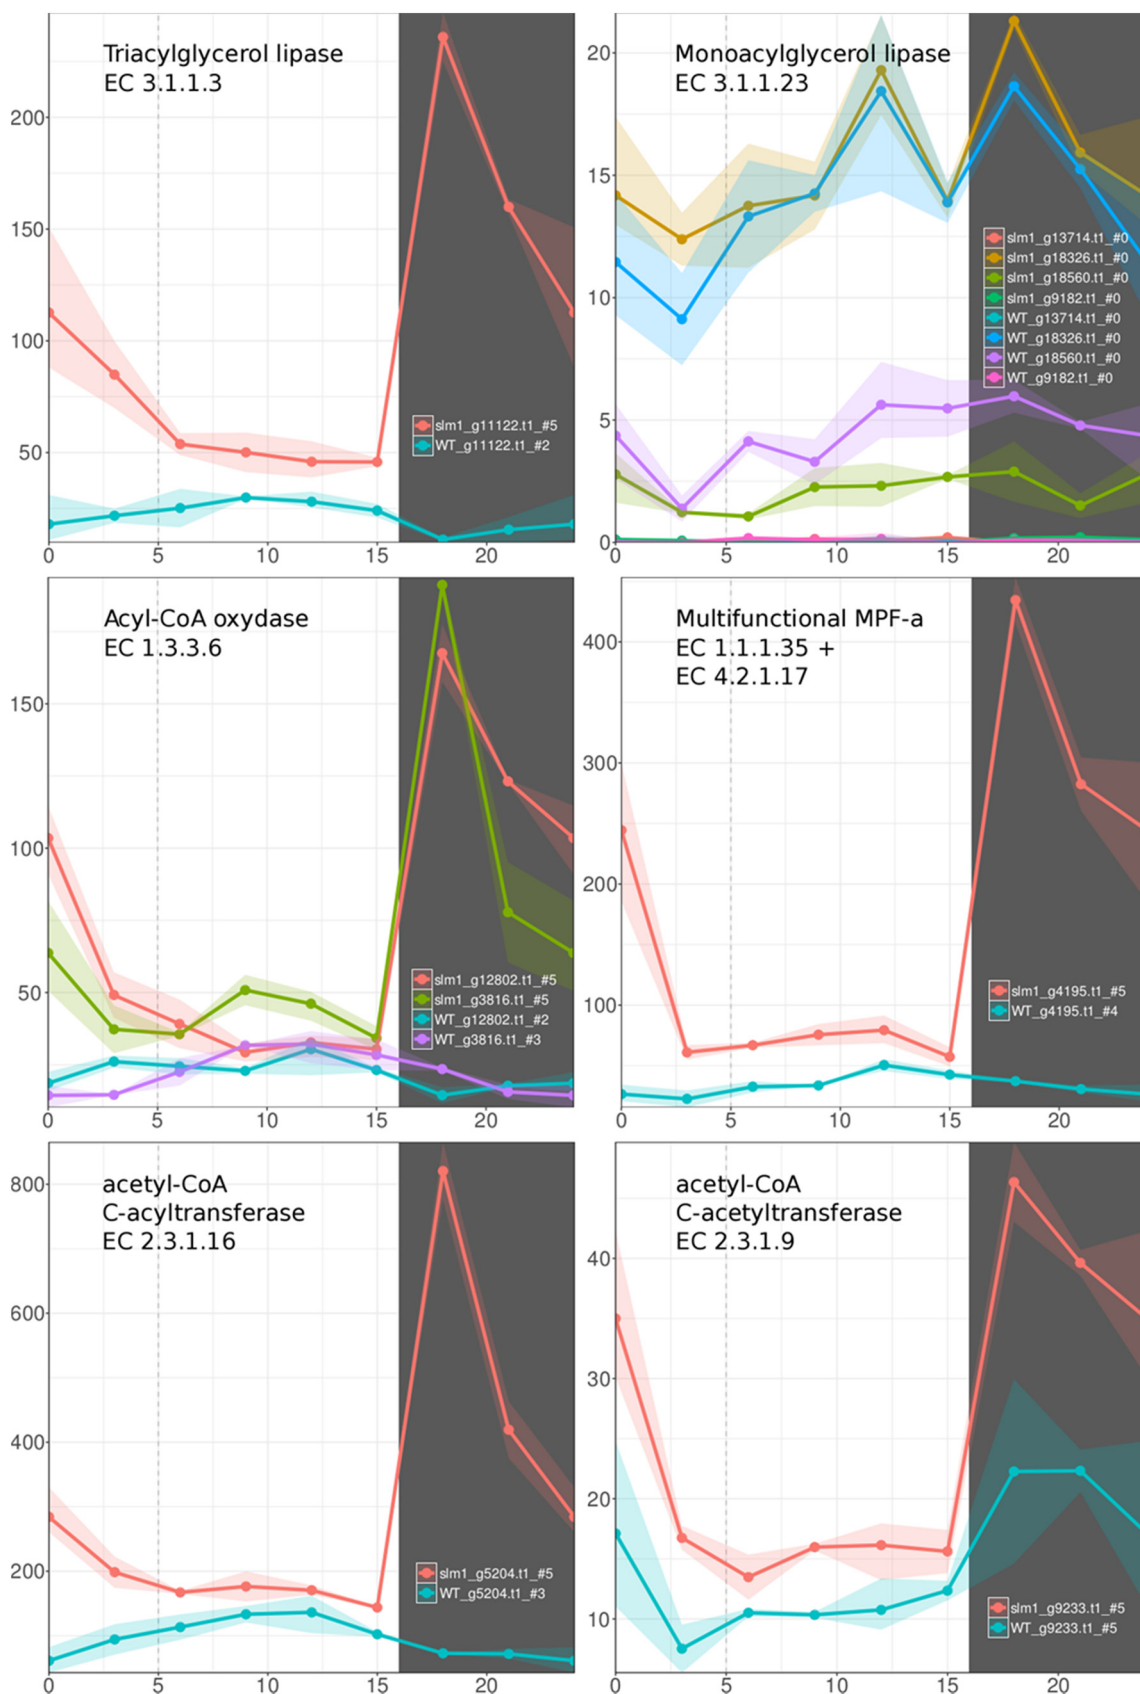 Triacylglycerol lipase
EC 3.1.1.3
200
150
100
50
slm1_g11122.t1_#5
WT_g11122.t1_#2
0 5 10 15 20
Monoacylglycerol lipase
EC 3.1.1.23
20
15
10
5
0
slm1_g13714.t1_#0
slm1_g18326.t1_#0
slm1_g18560.t1_#0
slm1_g9182.t1_#0
WT_g13714.t1_#0
WT_g18326.t1_#0
WT_g18560.t1_#0
WT_g9182.t1_#0
0 5 10 15 20
Acyl-CoA oxydase
EC 1.3.3.6
150
100
50
slm1_g12802.t1_#5
slm1_g3816.t1_#5
WT_g12802.t1_#2
WT_g3816.t1_#3
0 5 10 15 20
Multifunctional MPF-a
EC 1.1.1.35 +
EC 4.2.1.17
400
300
200
100
slm1_g4195.t1_#5
WT_g4195.t1_#4
0 5 10 15 20
acetyl-CoA
C-acyltransferase
EC 2.3.1.16
800
600
400
200
slm1_g5204.t1_#5
WT_g5204.t1_#3
0 5 10 15 20
acetyl-CoA
C-acetyltransferase
EC 2.3.1.9
40
30
20
10
slm1_g9233.t1_#5
WT_g9233.t1_#5
0 5 10 15 20